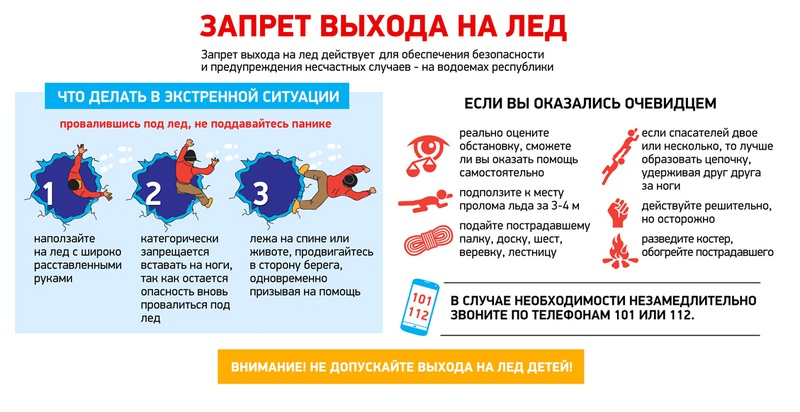 ЗАПРЕТ ВЫХОДА НА ЛЕД
Запрет выхода на лед действует для обеспечения безопасности
и предупреждения несчастных случаев - на водоемах республики
ЧТО ДЕЛАТЬ В ЭКСТРЕННОЙ СИТУАЦИИ
провалившись под лед, не поддавайтесь панике
1
наползайте
на лед с широко
расставленными
руками
2
категорически
запрещается
вставать на ноги,
так как остается
опасность вновь
провалиться под
лед
3
лежа на спине или
животе, продвигайтесь
в сторону берега,
одновременно
призывая на помощь
ЕСЛИ ВЫ ОКАЗАЛИСЬ ОЧЕВИДЦЕМ
реально оцените
обстановку, сможете
ли вы оказать помощь
самостоятельно
подползите к месту
пролома льда за 3-4 м
подайте пострадавшему
палку, доску, шест,
веревку, лестницу
если спасателей двое
или несколько, то лучше
образовать цепочку,
удерживая друг друга
за ноги
действуйте решительно,
но осторожно
разведите костер,
обогрейте пострадавшего
101
112
В СЛУЧАЕ НЕОБХОДИМОСТИ НЕЗАМЕДЛИТЕЛЬНО
ЗВОНИТЕ ПО ТЕЛЕФОНАМ 101 ИЛИ 112.
ВНИМАНИЕ! НЕ ДОПУСКАЙТЕ ВЫХОДА НА ЛЕД ДЕТЕЙ!